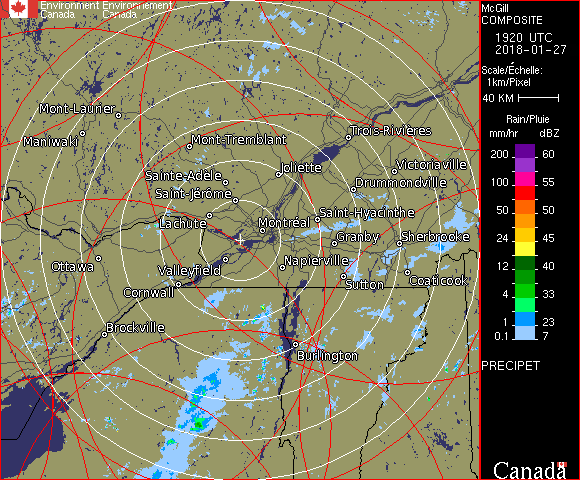 Environment Environnement
Canada Canada
McGill
COMPOSITE
1920 UTC
2018-01-27
Scale/Échelle:
1km/Pixel
40 KM
Rain/Pluie
mm/hr dBZ
200 60
100 55
50 50
24 45
12 40
4 33
1 23
0.1 7
PRECIPET
Canada
Mont-Laurier
Maniwaki
Mont-Tremblant
Trois-Rivières
Sainte-Adèle
Joliette
Victoriaville
Saint-Jérôme
Drummondville
Lachute
Saint-Hyacinthe
Montréal
Granby
Sherbrooke
Ottawa
Valleyfield
Napierville
Cornwall
Sutton
Coaticook
Brockville
Burlington